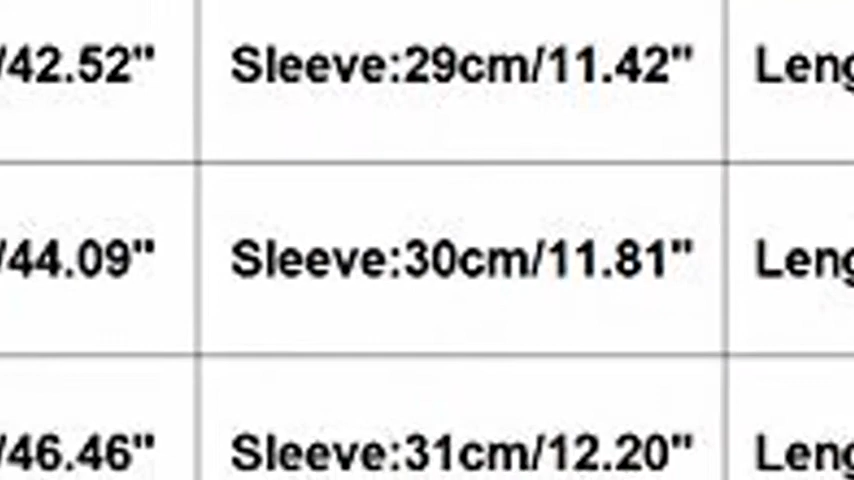 /42.52" Sleeve:29cm/11.42" Leng
/44.09" Sleeve:30cm/11.81" Leng
/46.46" Sleeve:31cm/12.20" Leng